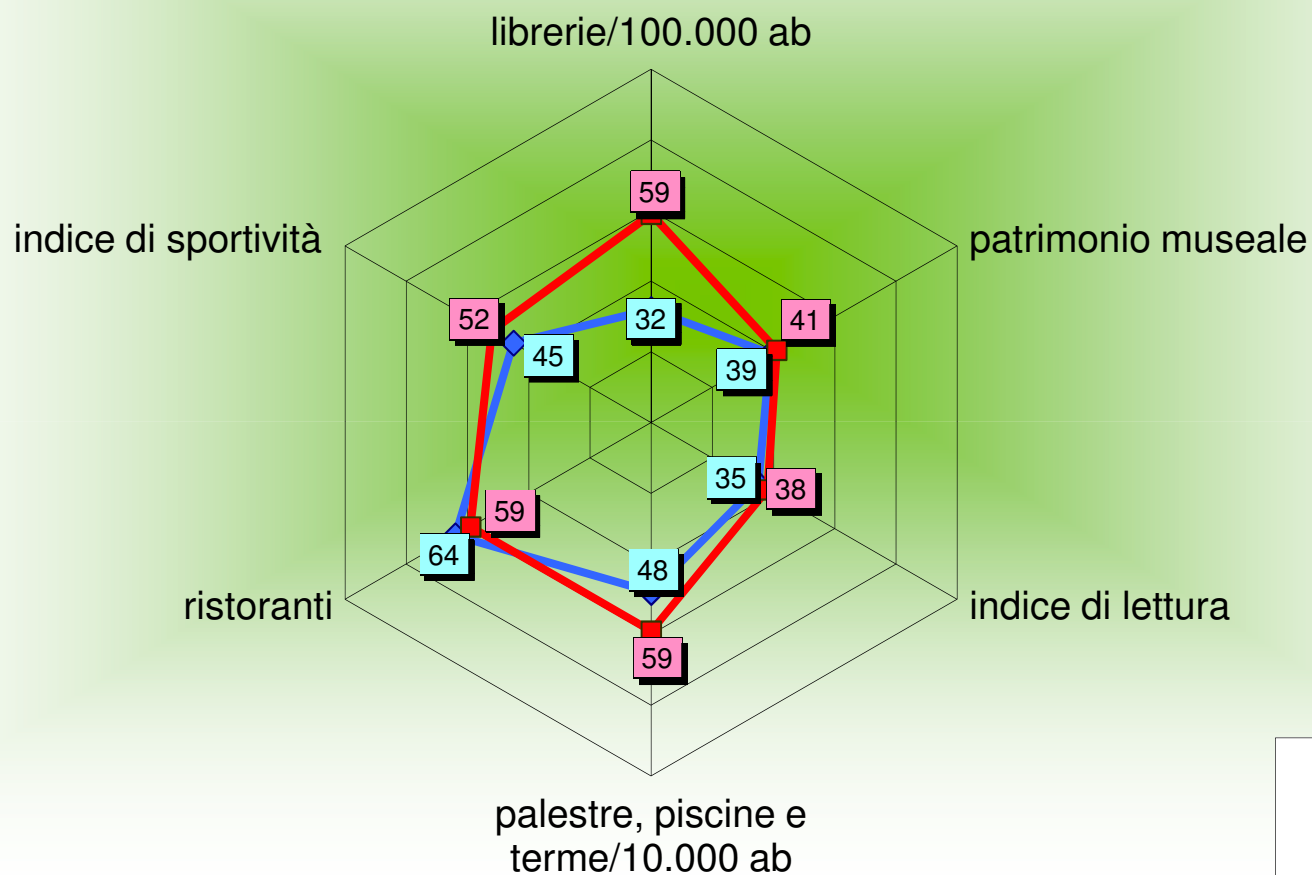 librerie/100.000 ab
59
indice di sportività
patrimonio museale
52
32
41
45
39
35
38
59
64
48
59
ristoranti
indice di lettura
palestre, piscine e
terme/10.000 ab